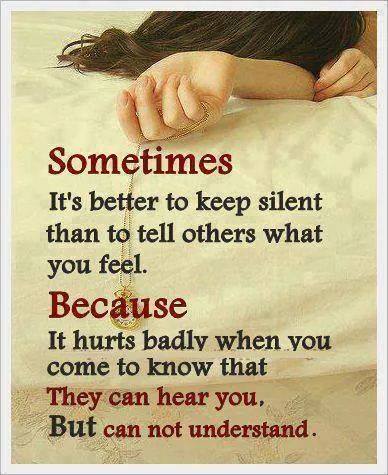 Sometimes
It's better to keep silent
than to tell others what
you feel.
Because
It hurts badly when you
come to know that
They can hear you,
But can not understand.